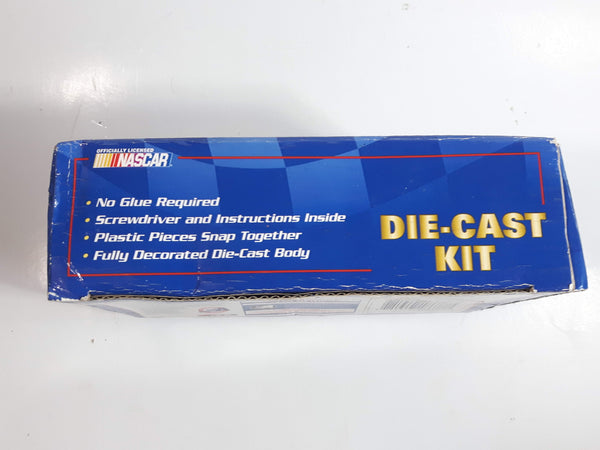 OFFICIALLY LICENSED
NASCAR
• No Glue Required
• Screwdriver and Instructions Inside
• Plastic Pieces Snap Together
• Fully Decorated Die-Cast Body
DIE-CAST
KIT